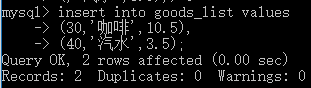 mysql> insert into goods_list values
    -> (30,'咖啡', 10.5),
    -> (40,'汽水',3.5);
Query OK, 2 rows affected (0.00 sec)
Records: 2  Duplicates: 0  Warnings: 0